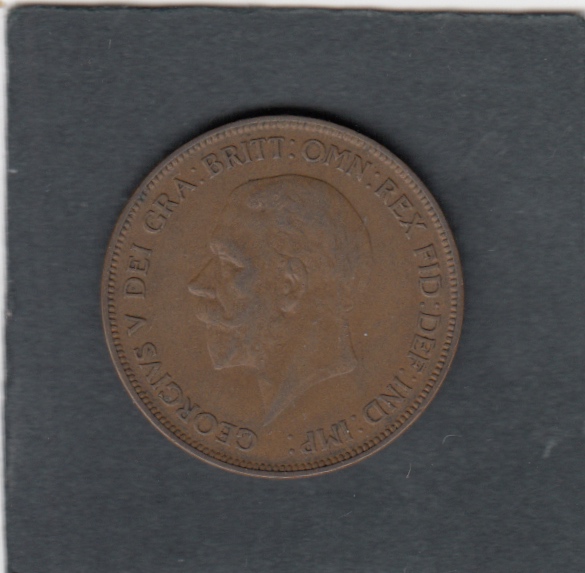 GEORGIVS V DEI GRA: BRITT: OMN: REX FID: DEF: IND: IMP: